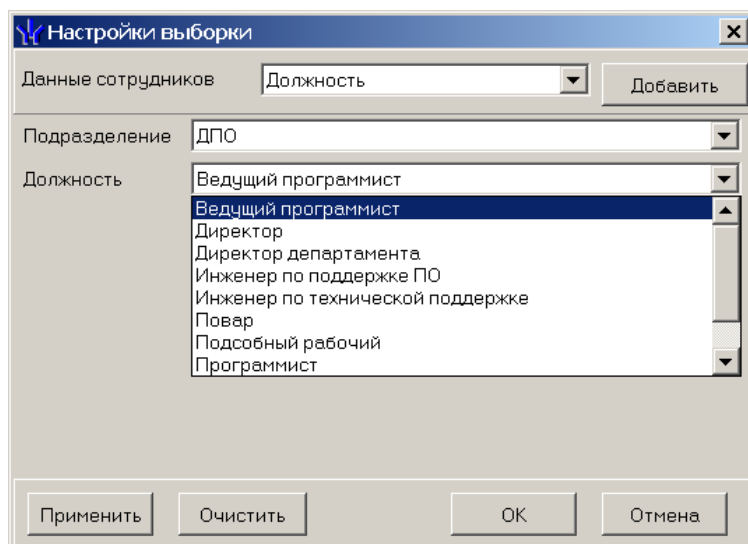 Настройки выборки
Данные сотрудников Должность Добавить
Подразделение ДПО
Должность Ведущий программист
Ведущий программист
Директор
Директор департамента
Инженер по поддержке ПО
Инженер по технической поддержке
Повар
Подсобный рабочий
Программист
Применить Очистить OK Отмена